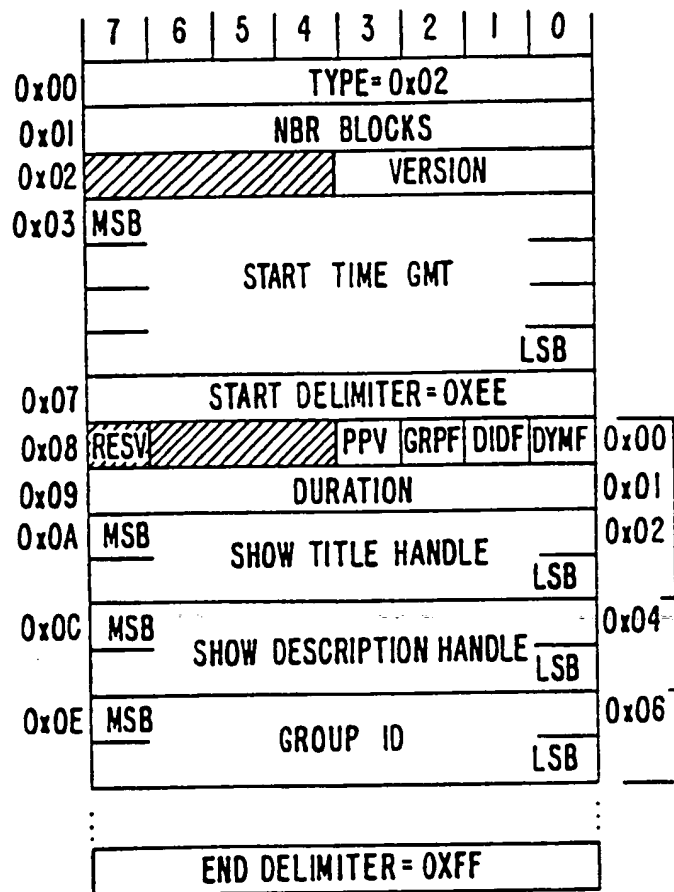 7 6 5 4 3 2 1 0
0x00 TYPE=0x02
0x01 NBR BLOCKS
0x02 VERSION
0x03 MSB
START TIME GMT
LSB
0x07 START DELIMITER=0XEE
0x08 RESV PPV GRPF DIDF DYMF 0x00
0x09 DURATION 0x01
0x0A MSB 0x02
SHOW TITLE HANDLE
LSB
0x0C MSB 0x04
SHOW DESCRIPTION HANDLE
LSB
0x0E MSB 0x06
GROUP ID
LSB
END DELIMITER=0XFF